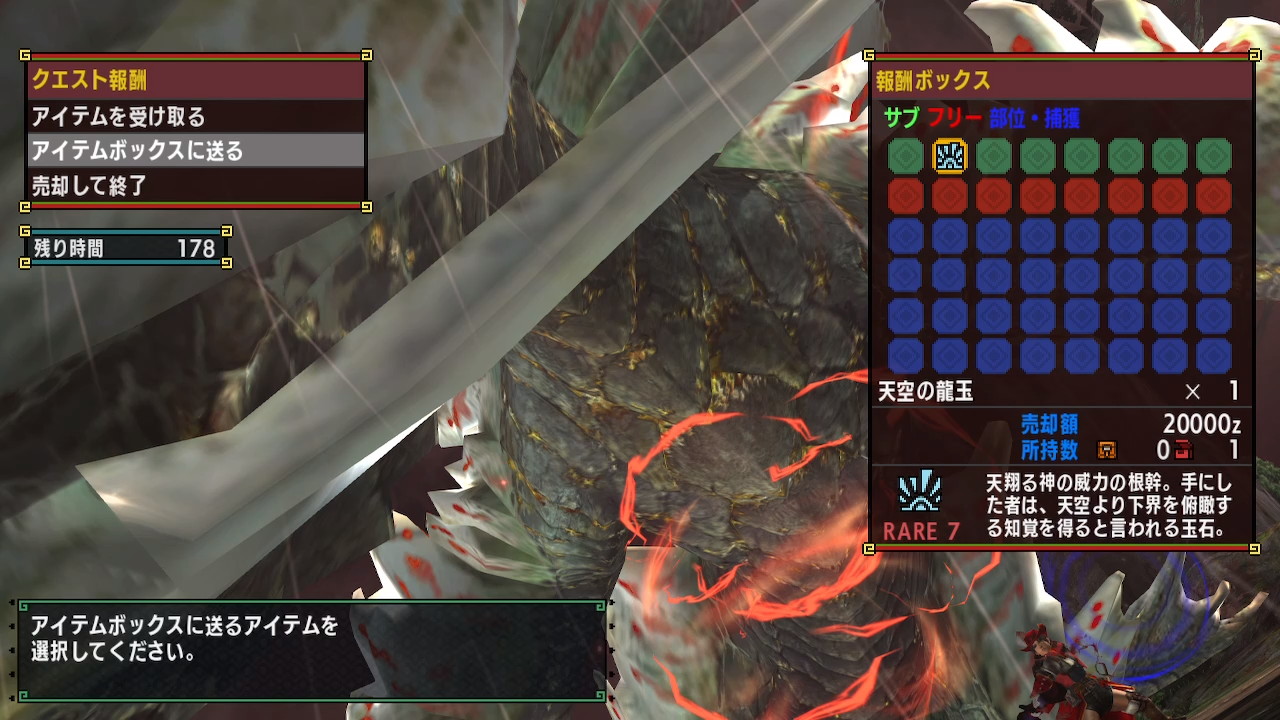 クエスト報酬
アイテムを受け取る
アイテムボックスに送る
売却して終了
残り時間 178
報酬ボックス
サブ フリー 部位・捕獲
天空の龍玉 × 1
売却額 20000z
所持数 0 1
RARE 7
天翔る神の威力の根幹。手にし
た者は、天空より下界を俯瞰す
る知覚を得ると言われる玉石。
アイテムボックスに送るアイテムを
選択してください。